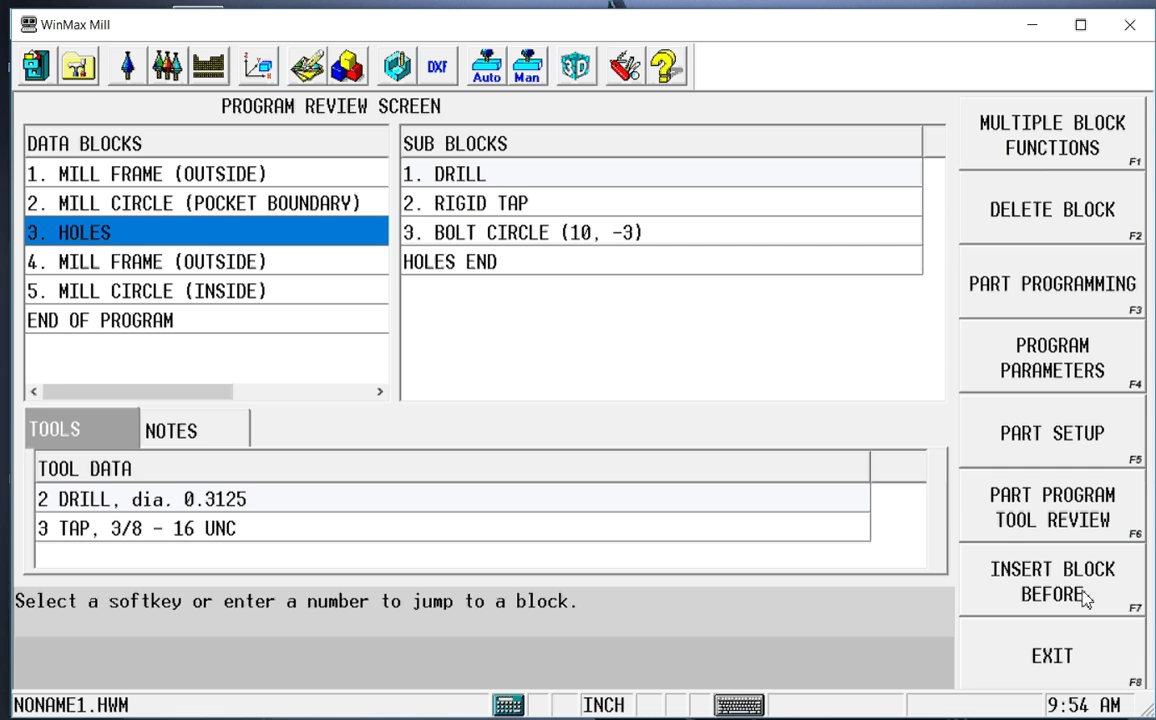 WinMax Mill
DXF
Auto
Man
3D
PROGRAM REVIEW SCREEN
DATA BLOCKS
1. MILL FRAME (OUTSIDE)
2. MILL CIRCLE (POCKET BOUNDARY)
3. HOLES
4. MILL FRAME (OUTSIDE)
5. MILL CIRCLE (INSIDE)
END OF PROGRAM
SUB BLOCKS
1. DRILL
2. RIGID TAP
3. BOLT CIRCLE (10, -3)
HOLES END
TOOLS
NOTES
TOOL DATA
2 DRILL, dia. 0.3125
3 TAP, 3/8 - 16 UNC
Select a softkey or enter a number to jump to a block.
MULTIPLE BLOCK
FUNCTIONS
F1
DELETE BLOCK
F2
PART PROGRAMMING
F3
PROGRAM
PARAMETERS
F4
PART SETUP
F5
PART PROGRAM
TOOL REVIEW
F6
INSERT BLOCK
BEFORE
F7
EXIT
F8
NONAME1.HWM
INCH
9:54 AM